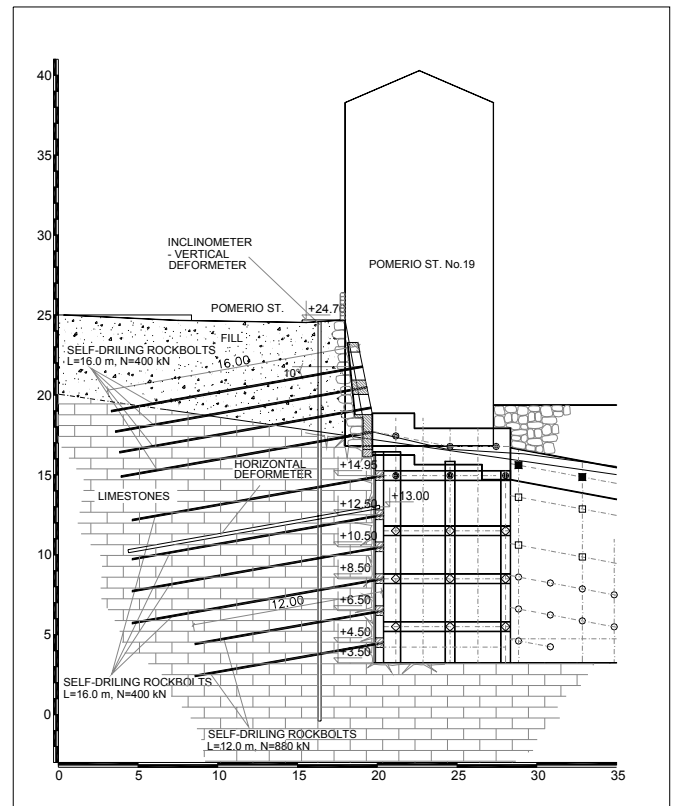 40
35
30
25
20
15
10
5
0
0
5
10
15
20
25
30
35
INCLINOMETER
- VERTICAL
DEFORMETER
POMERIO ST. No.19
POMERIO ST.
+24.7
FILL
SELF-DRILING ROCKBOLTS
L=16.0 m, N=400 kN
16.00
10°
HORIZONTAL
DEFORMETER
LIMESTONES
+14.95
+13.00
+12.50
+10.50
+8.50
12.00
+6.50
+4.50
+3.50
SELF-DRILING ROCKBOLTS
L=16.0 m, N=400 kN
SELF-DRILING ROCKBOLTS
L=12.0 m, N=880 kN